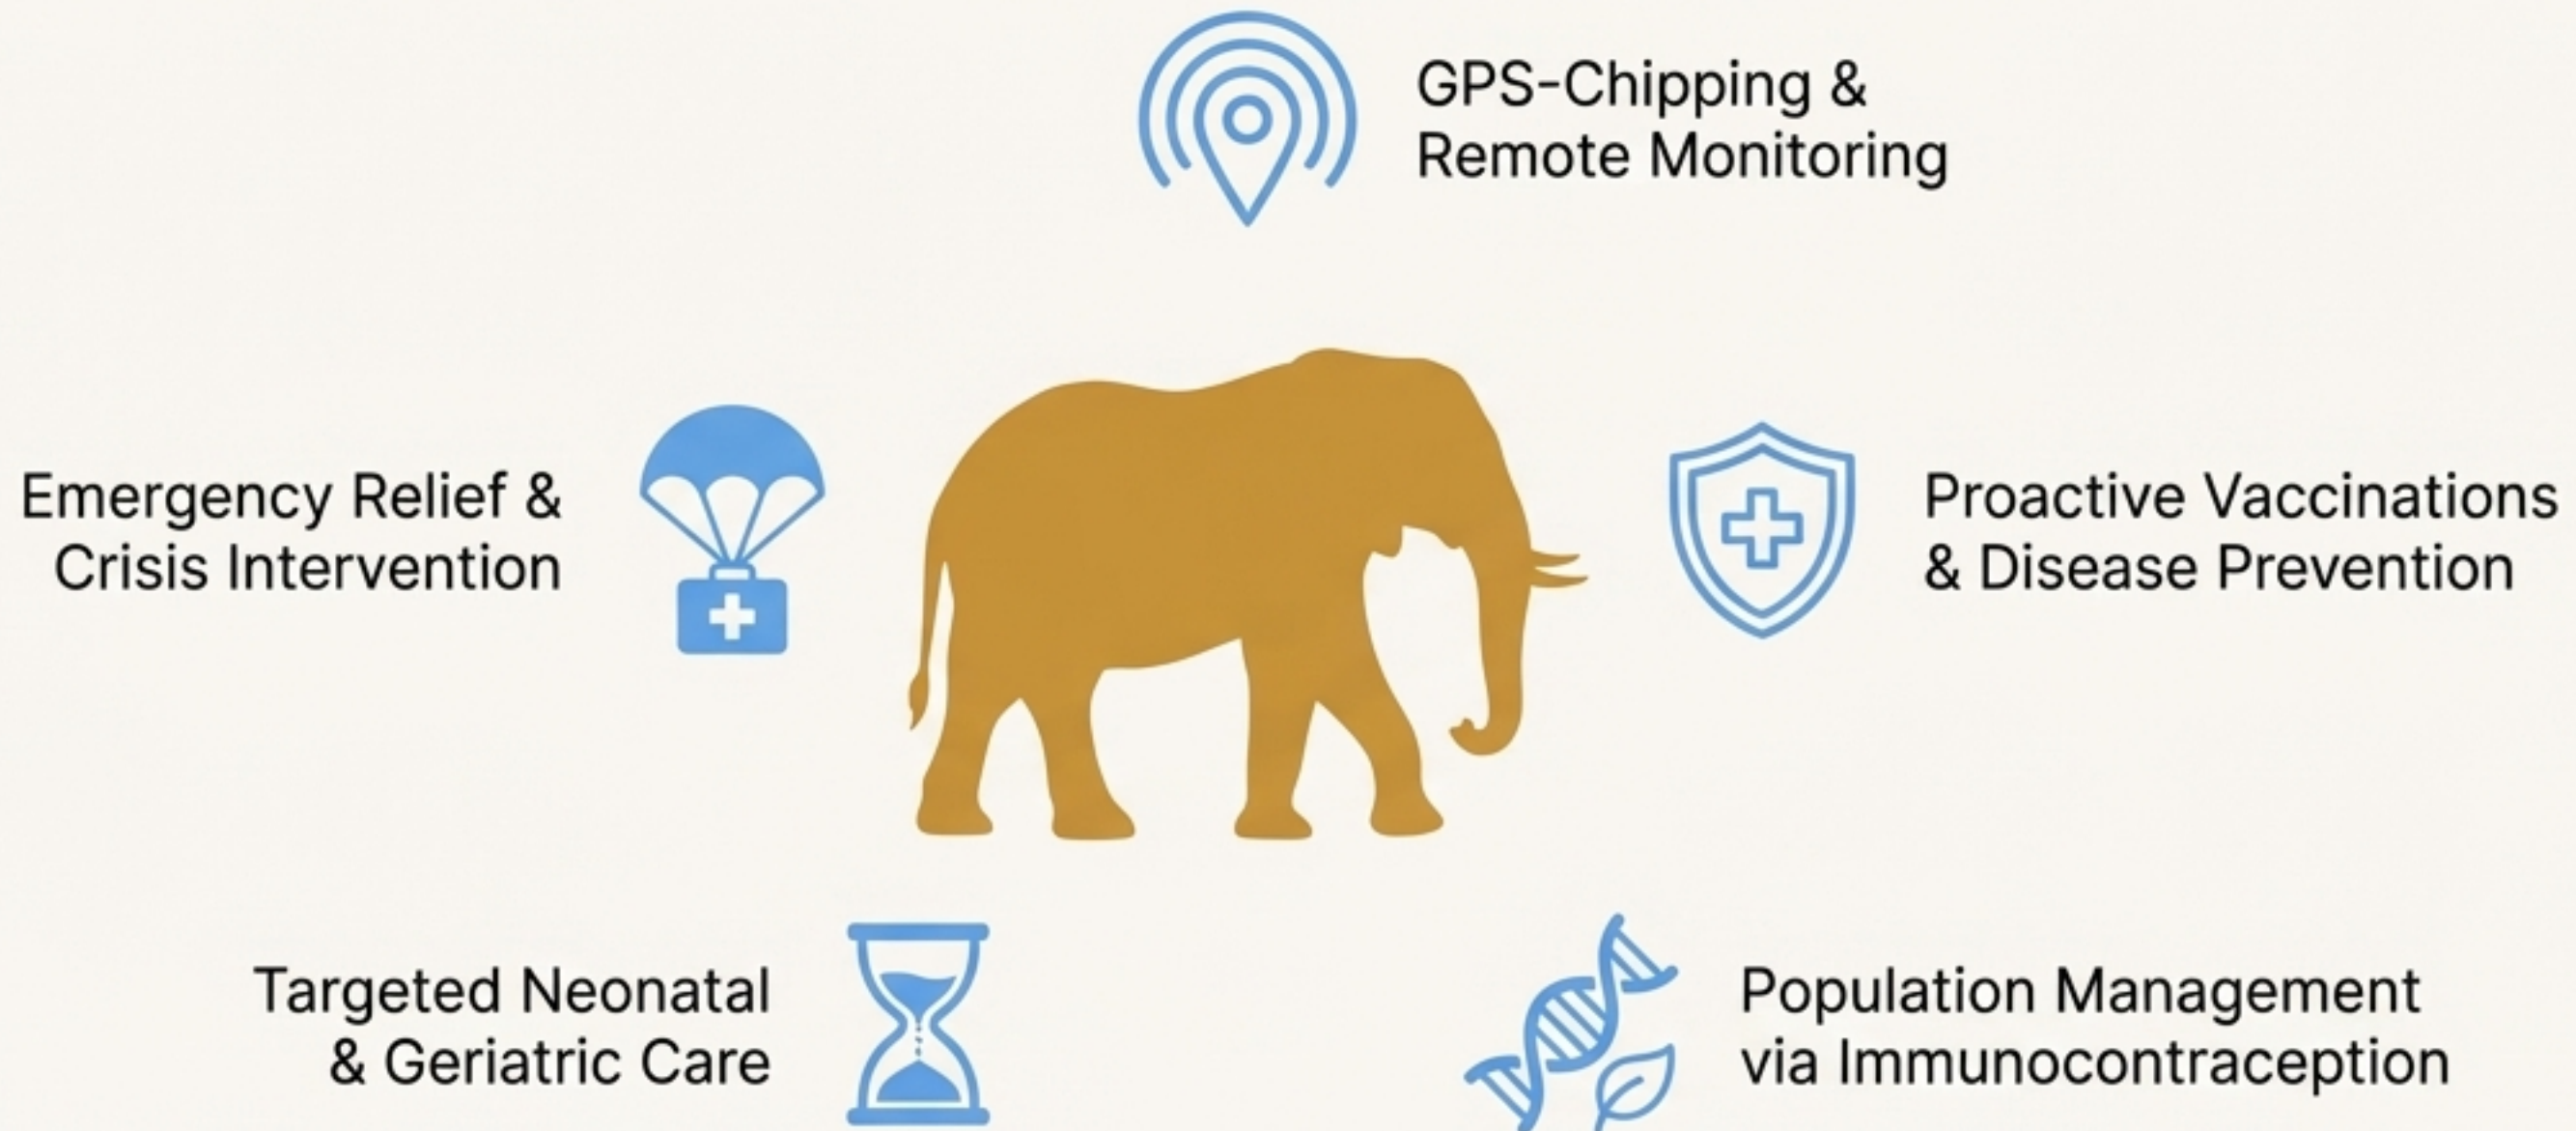 GPS-Chipping &
Remote Monitoring
Emergency Relief &
Crisis Intervention
Proactive Vaccinations
& Disease Prevention
Targeted Neonatal
& Geriatric Care
Population Management
via Immunocontraception